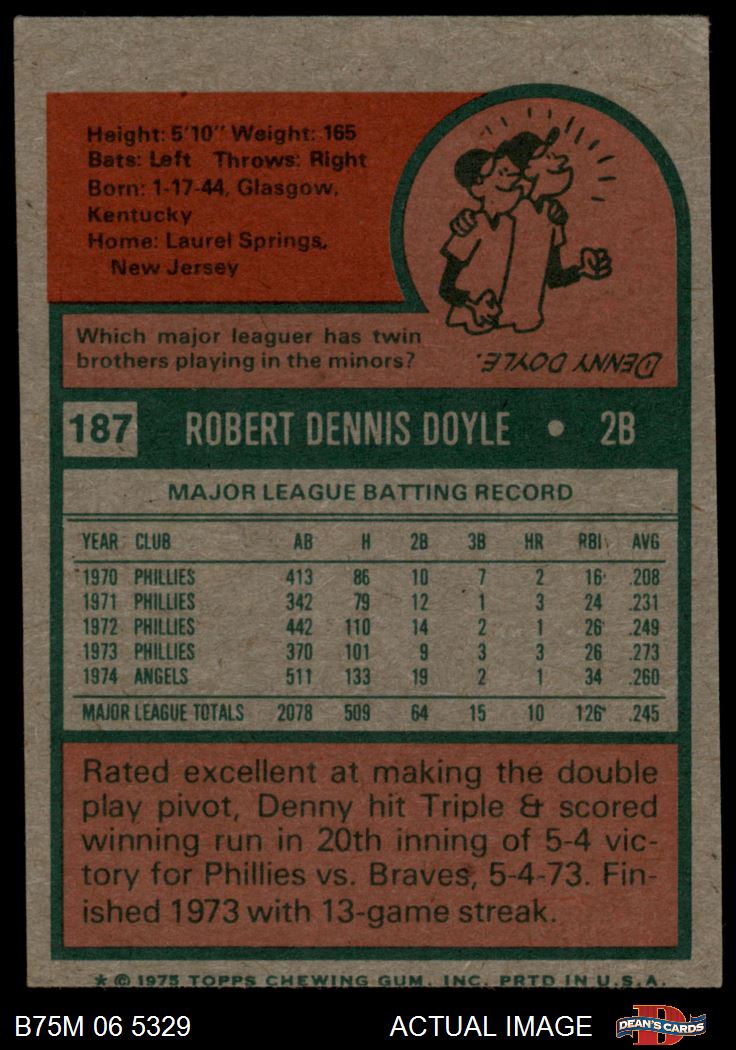 Height: 5'10" Weight: 165
Bats: Left Throws: Right
Born: 1-17-44, Glasgow,
Kentucky
Home: Laurel Springs,
New Jersey
Which major leaguer has twin
brothers playing in the minors?
DENNY DOYLE.
187 ROBERT DENNIS DOYLE • 2B
MAJOR LEAGUE BATTING RECORD
YEAR CLUB AB H 2B 3B HR RBI AVG
1970 PHILLIES 413 86 10 7 2 16 .208
1971 PHILLIES 342 79 12 1 3 24 .231
1972 PHILLIES 442 110 14 2 1 26 .249
1973 PHILLIES 370 101 9 3 3 26 .273
1974 ANGELS 511 133 19 2 1 34 .260
MAJOR LEAGUE TOTALS 2078 509 64 15 10 126 .245
Rated excellent at making the double
play pivot, Denny hit Triple & scored
winning run in 20th inning of 5-4 vic-
tory for Phillies vs. Braves, 5-4-73. Fin-
ished 1973 with 13-game streak.
* © 1975 TOPPS CHEWING GUM, INC. PRTD IN U.S.A.
B75M 06 5329 ACTUAL IMAGE D DEAN'S CARDS